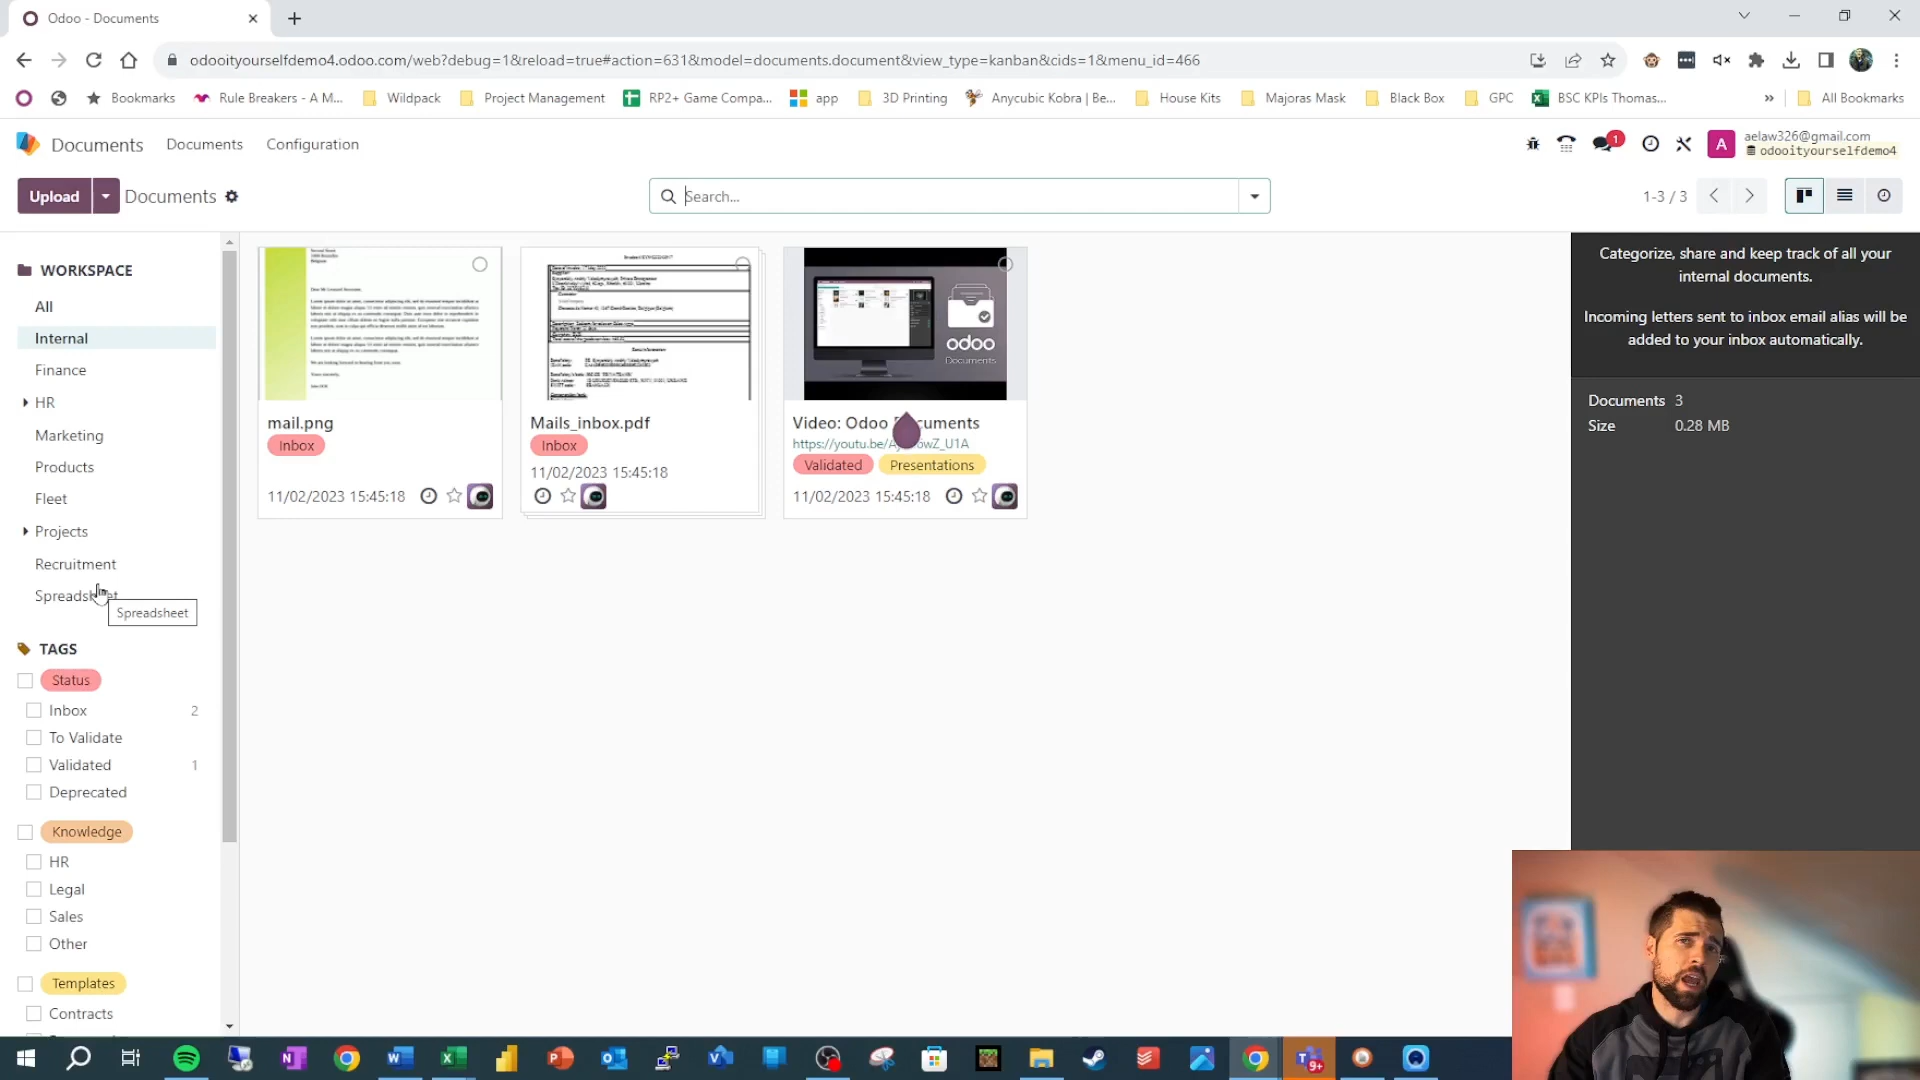 Odoo - Documents
odooityourselfdemo4.odoo.com/web?debug=1&reload=true#action=631&model=documents.document&view_type=kanban&cids=1&menu_id=466
Bookmarks
Rule Breakers - A M...
Wildpack
Project Management
RP2+ Game Compa...
app
3D Printing
Anycubic Kobra | Be...
House Kits
Majoras Mask
Black Box
GPC
BSC KPIs Thomas...
»
All Bookmarks
Documents
Documents
Configuration
1
A
aelaw326@gmail.com
odooityourselfdemo4
Upload
Documents
Search...
1-3 / 3
WORKSPACE
All
Internal
Finance
HR
Marketing
Products
Fleet
Projects
Recruitment
Spreadsheet
Spreadsheet
TAGS
Status
Inbox 2
To Validate
Validated 1
Deprecated
Knowledge
HR
Legal
Sales
Other
Templates
Contracts
mail.png
Inbox
11/02/2023 15:45:18
Mails_inbox.pdf
Inbox
11/02/2023 15:45:18
odoo
Documents
Video: Odoo Documents
Validated
Presentations
11/02/2023 15:45:18
Categorize, share and keep track of all your
internal documents.
Incoming letters sent to inbox email alias will be
added to your inbox automatically.
Documents 3
Size 0.28 MB
9+